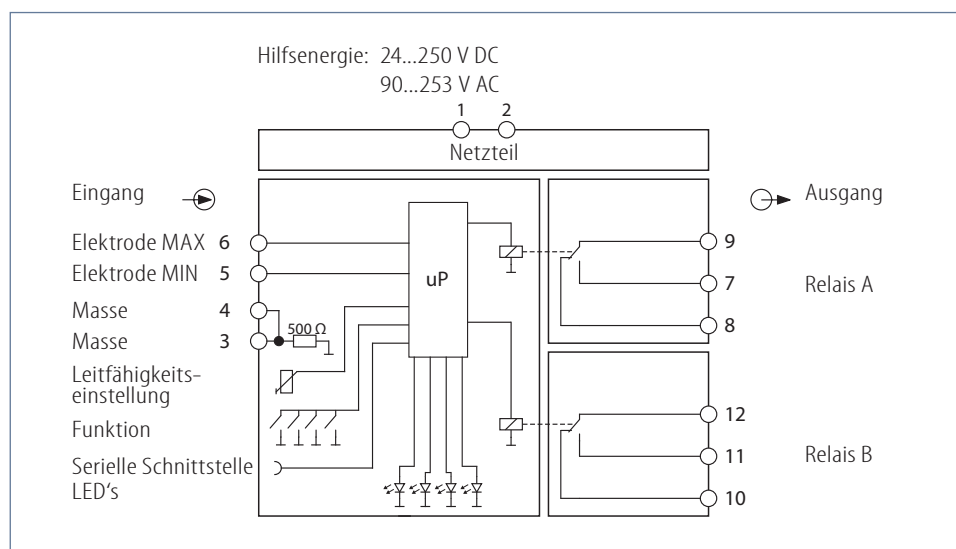 Hilfsenergie: 24...250 V DC
90...253 V AC
1 2
Netzteil
Eingang
Ausgang
Elektrode MAX 6
Elektrode MIN 5
Masse 4
Masse 3
500 Ω
Leitfähigkeits-
einstellung
Funktion
Serielle Schnittstelle
LED‘s
uP
9
7
8
Relais A
12
11
10
Relais B